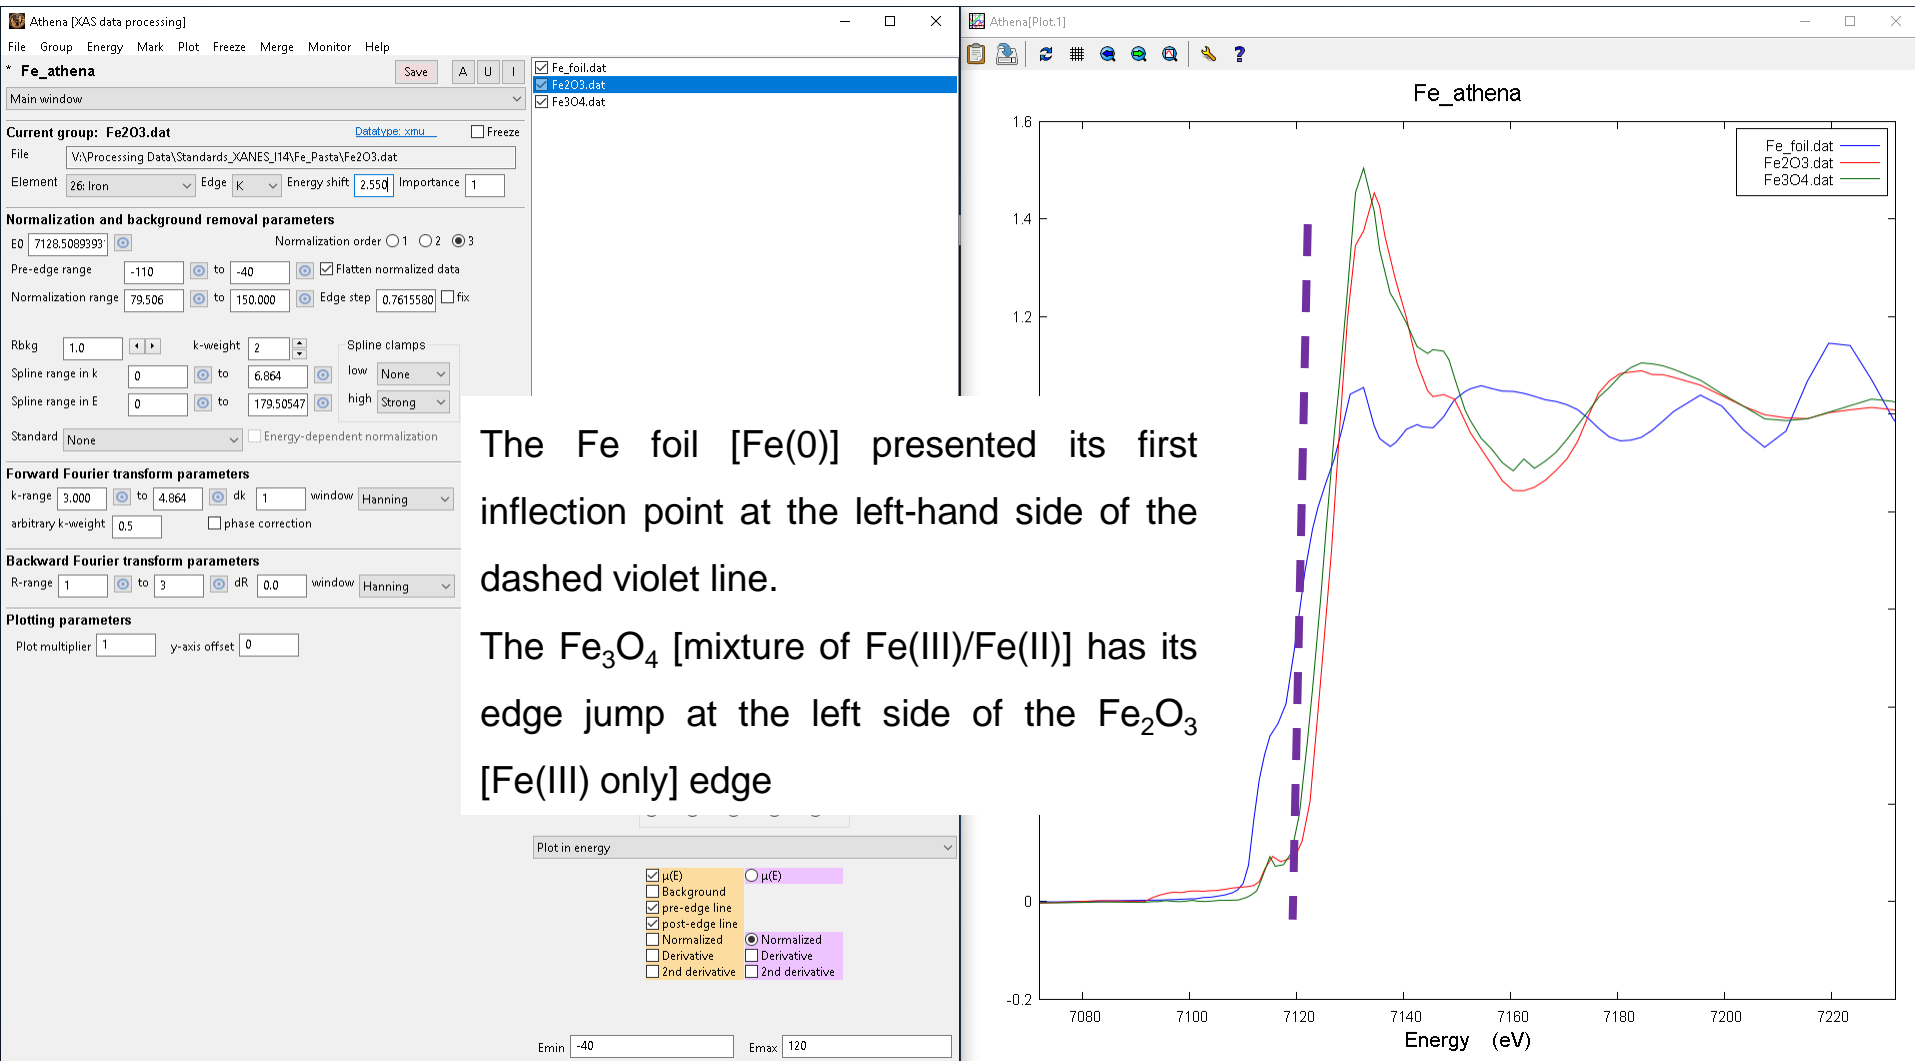 Athena [XAS data processing]
File Group Energy Mark Plot Freeze Merge Monitor Help
* Fe_athena Save A U I
Main window
Current group: Fe2O3.dat Datatype: xmu Freeze
File V:\Processing Data\Standards_XANES_I14\Fe_Pasta\Fe2O3.dat
Element 26: Iron Edge K Energy shift 2.550 Importance 1
Normalization and background removal parameters
E0 7128.5089393 Normalization order 1 2 3
Pre-edge range -110 to -40 Flatten normalized data
Normalization range 79.506 to 150.000 Edge step 0.7615580 fix
Rbkg 1.0 k-weight 2 Spline clamps
Spline range in k 0 to 6.864 low None
Spline range in E 0 to 179.50547 high Strong
Standard None Energy-dependent normalization
Forward Fourier transform parameters
k-range 3.000 to 4.864 dk 1 window Hanning
arbitrary k-weight 0.5 phase correction
Backward Fourier transform parameters
R-range 1 to 3 dR 0.0 window Hanning
Plotting parameters
Plot multiplier 1 y-axis offset 0
Fe_foil.dat
Fe2O3.dat
Fe3O4.dat
The Fe foil [Fe(0)] presented its first
inflection point at the left-hand side of the
dashed violet line.
The Fe₃O₄ [mixture of Fe(III)/Fe(II)] has its
edge jump at the left side of the Fe₂O₃
[Fe(III) only] edge
Plot in energy
μ(E) μ(E)
Background
pre-edge line
post-edge line
Normalized Normalized
Derivative Derivative
2nd derivative 2nd derivative
Emin -40 Emax 120
Athena[Plot.1]
Fe_athena
Fe_foil.dat
Fe2O3.dat
Fe3O4.dat
1.6
1.4
1.2
0
-0.2
7080 7100 7120 7140 7160 7180 7200 7220
Energy (eV)